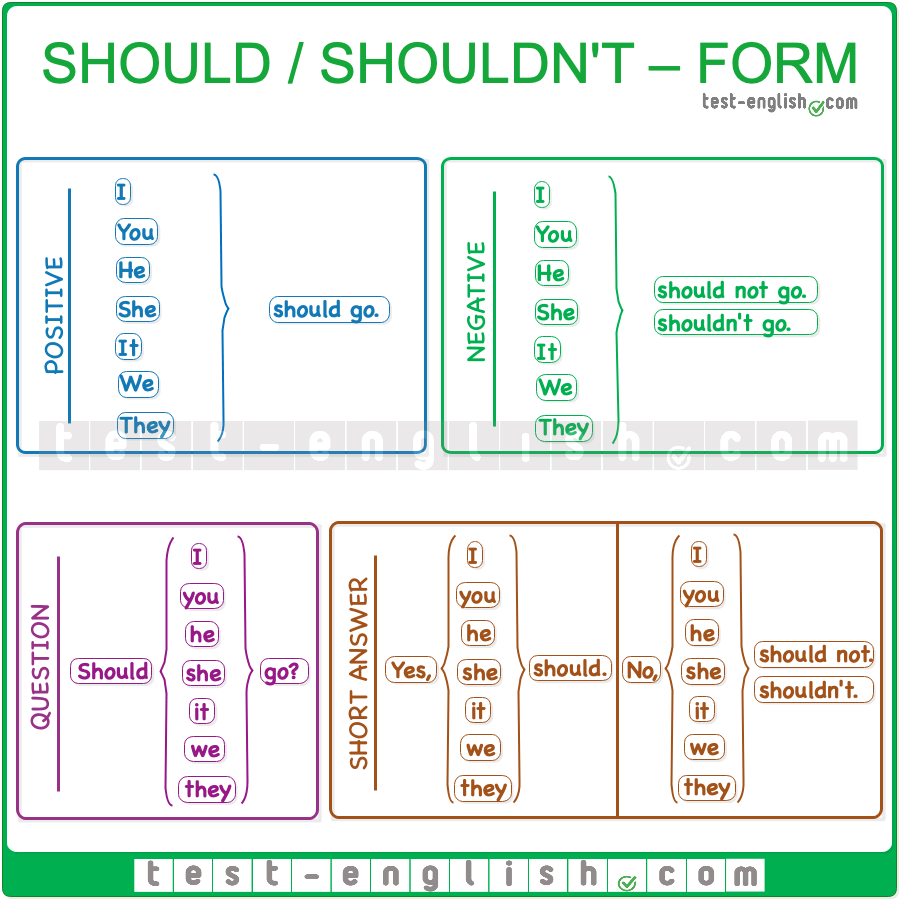 SHOULD / SHOULDN'T – FORM
test-english.com
POSITIVE
I
You
He
She
It
We
They
should go.
NEGATIVE
I
You
He
She
It
We
They
should not go.
shouldn't go.
test-english.com
QUESTION
Should
I
you
he
she
it
we
they
go?
SHORT ANSWER
Yes,
I
you
he
she
it
we
they
should.
No,
I
you
he
she
it
we
they
should not.
shouldn't.
test-english.com